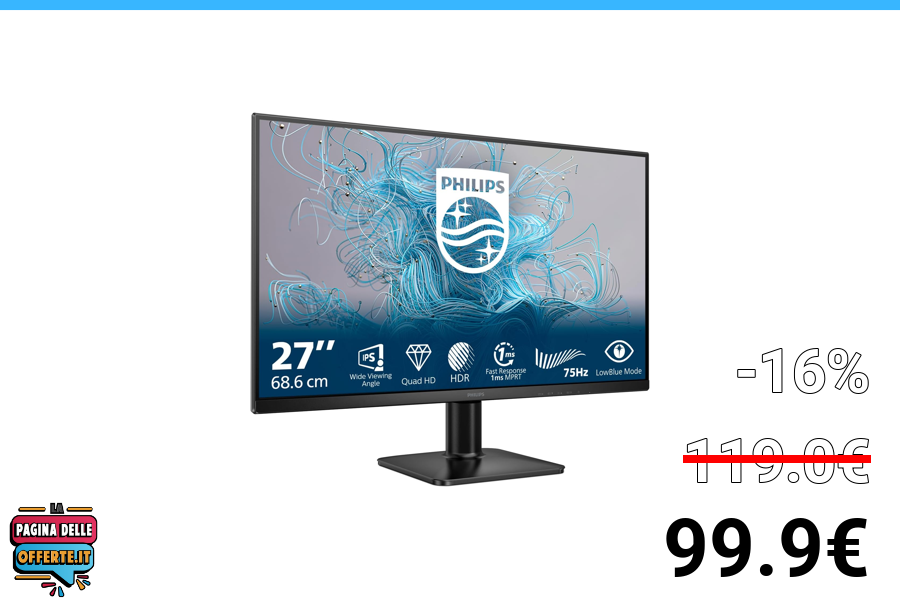 PHILIPS
27’’
68.6 cm
IPS
Wide Viewing
Angle
Quad HD
HDR
1ms
Fast Response
1ms MPRT
75Hz
LowBlue Mode
PHILIPS
-16%
119.0€
99.9€
LA
PAGINA DELLE
OFFERTE.IT